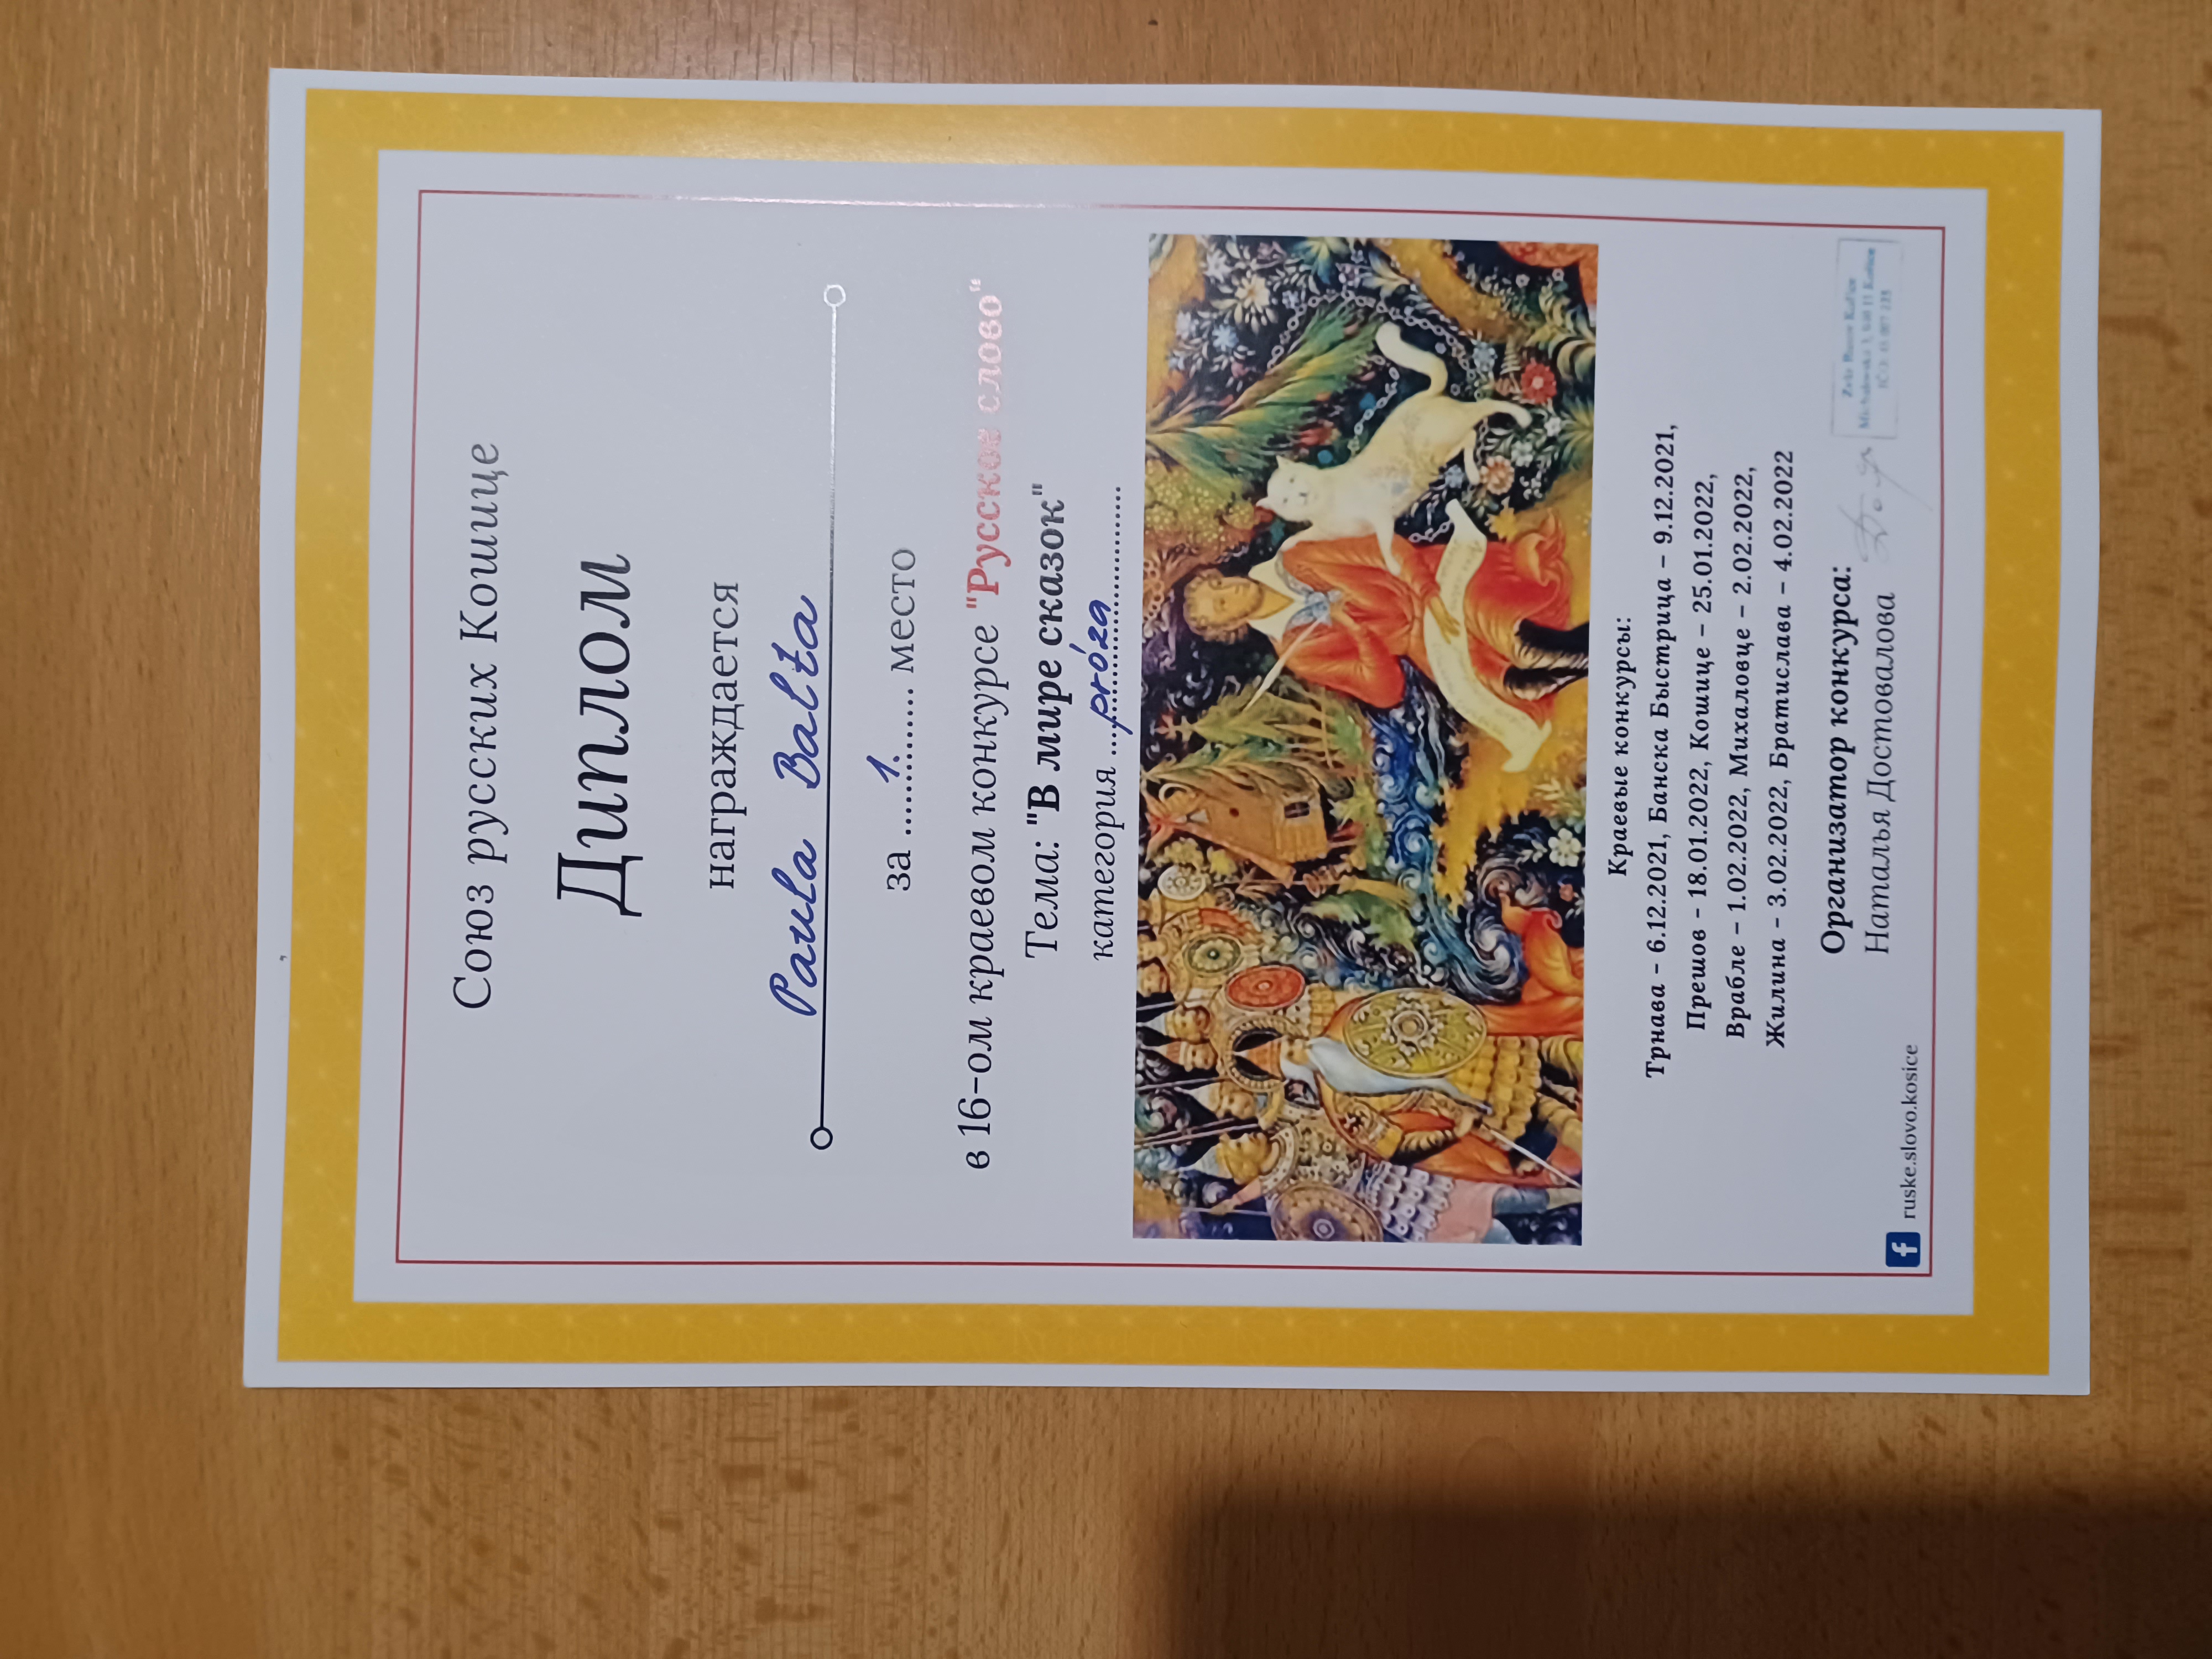 Союз русских Кошице
Диплом
награждается
Paula Balta
за ....1.... место
в 16-ом краевом конкурсе "Русское слово"
Тема: "В мире сказок"
категория ...próza...
Краевые конкурсы:
Трнава - 6.12.2021, Банска Быстрица - 9.12.2021,
Прешов - 18.01.2022, Кошице - 25.01.2022,
Врабле - 1.02.2022, Михаловце - 2.02.2022,
Жилина - 3.02.2022, Братислава - 4.02.2022
Организатор конкурса:
Наталья Достовалова
ruske.slovo.kosice
Košice
Košice
IČO: